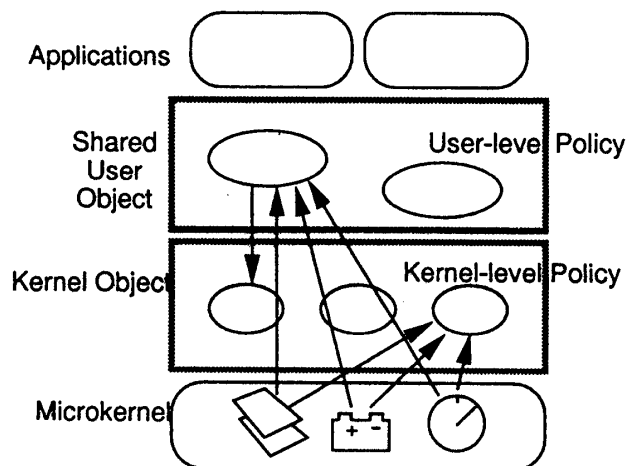 Applications
Shared
User
Object
User-level Policy
Kernel Object
Kernel-level Policy
Microkernel
+ -